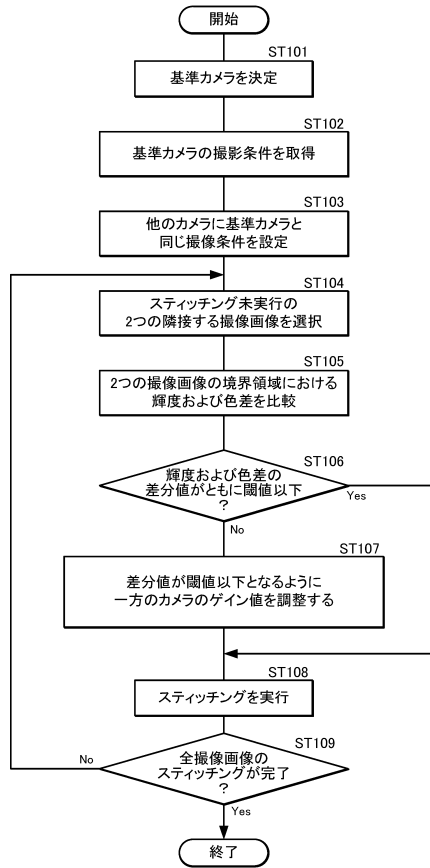 開始
ST101
基準カメラを決定
ST102
基準カメラの撮影条件を取得
ST103
他のカメラに基準カメラと
同じ撮像条件を設定
ST104
スティッチング未実行の
2つの隣接する撮像画像を選択
ST105
2つの撮像画像の境界領域における
輝度および色差を比較
ST106
輝度および色差の
差分値がともに閾値以下
?
Yes
No
ST107
差分値が閾値以下となるように
一方のカメラのゲイン値を調整する
ST108
スティッチングを実行
ST109
全撮像画像の
スティッチングが完了
?
No
Yes
終了